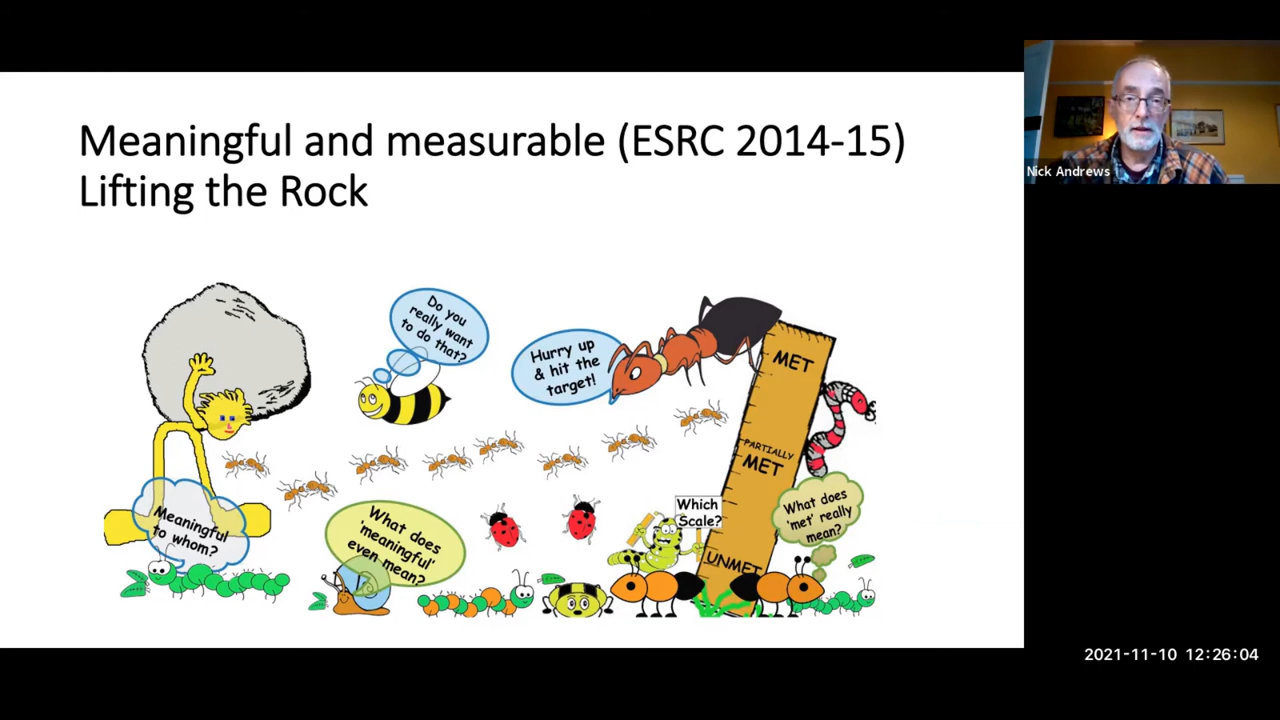 Meaningful and measurable (ESRC 2014-15)
Lifting the Rock
Nick Andrews
Do you
really want
to do that?
Hurry up
& hit the
target!
MET
PARTIALLY
MET
UNMET
Meaningful
to whom?
What does
'meaningful'
even mean?
Which
Scale?
What does
'met' really
mean?
2021-11-10 12:26:04